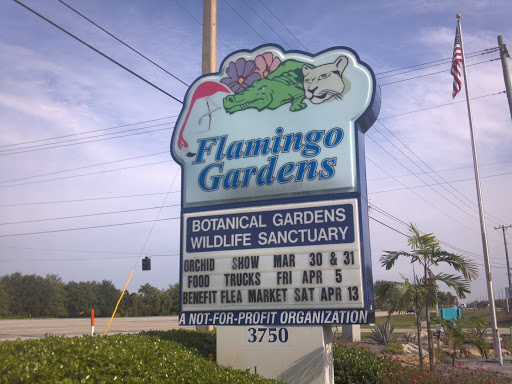 Flamingo
Gardens
BOTANICAL GARDENS
WILDLIFE SANCTUARY
ORCHID SHOW MAR 30 & 31
FOOD TRUCKS FRI APR 5
BENEFIT FLEA MARKET SAT APR 13
A NOT-FOR-PROFIT ORGANIZATION
3750